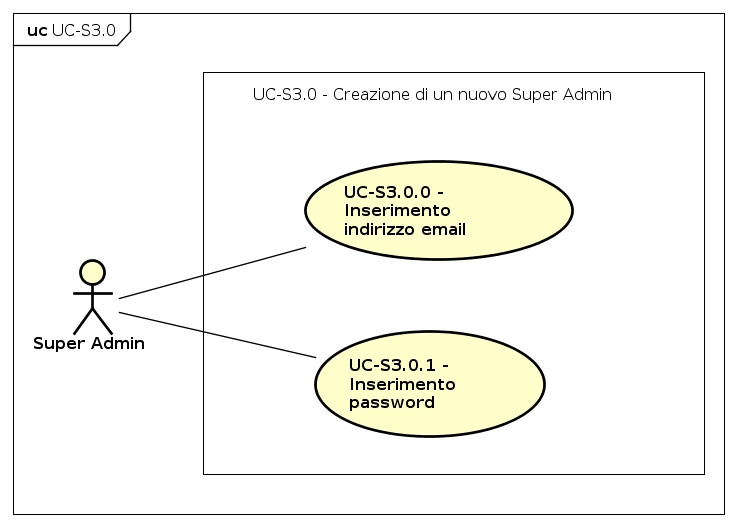 uc UC-S3.0
UC-S3.0 - Creazione di un nuovo Super Admin
UC-S3.0.0 -
Inserimento
indirizzo email
Super Admin
UC-S3.0.1 -
Inserimento
password